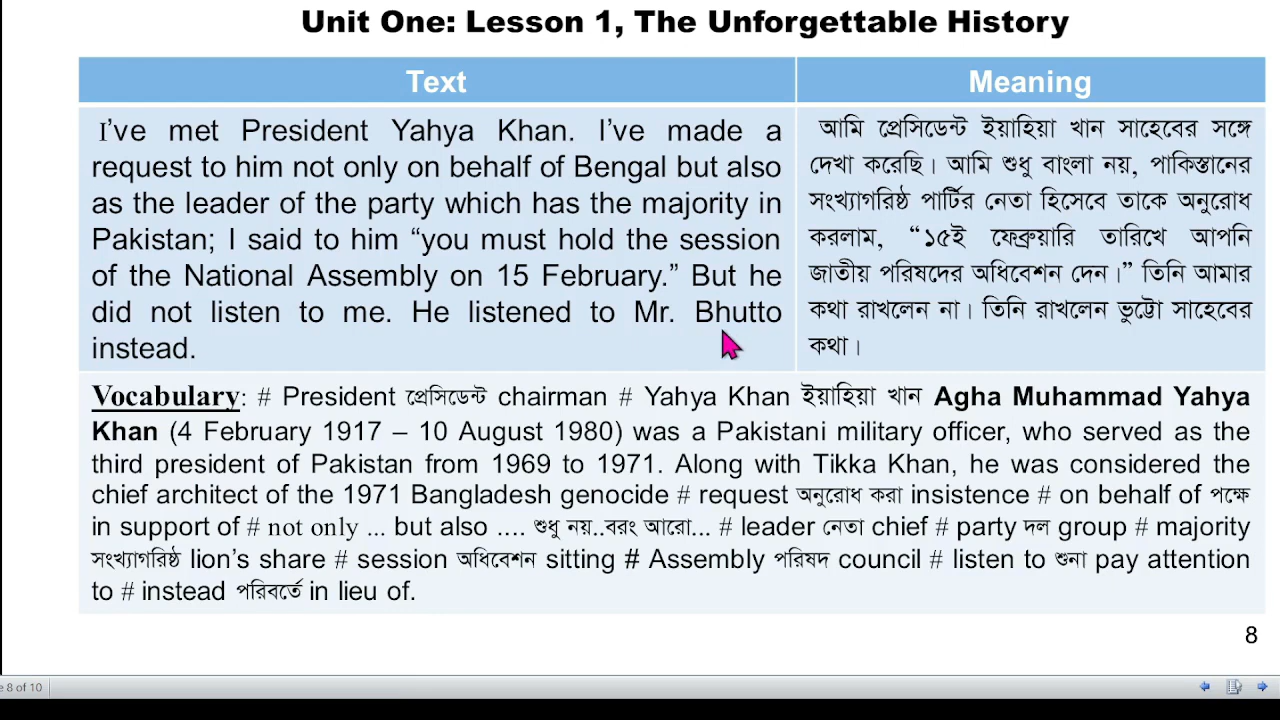 Unit One: Lesson 1, The Unforgettable History
Text
I've met President Yahya Khan. I've made a
request to him not only on behalf of Bengal but also
as the leader of the party which has the majority in
Pakistan; I said to him “you must hold the session
of the National Assembly on 15 February.” But he
did not listen to me. He listened to Mr. Bhutto
instead.
Meaning
আমি প্রেসিডেন্ট ইয়াহিয়া খান সাহেবের সঙ্গে
দেখা করেছি। আমি শুধু বাংলা নয়, পাকিস্তানের
সংখ্যাগরিষ্ঠ পার্টির নেতা হিসেবে তাকে অনুরোধ
করলাম, “১৫ই ফেব্রুয়ারি তারিখে আপনি
জাতীয় পরিষদের অধিবেশন দেন।” তিনি আমার
কথা রাখলেন না। তিনি রাখলেন ভুট্টো সাহেবের
কথা।
Vocabulary: # President প্রেসিডেন্ট chairman # Yahya Khan ইয়াহিয়া খান Agha Muhammad Yahya
Khan (4 February 1917 – 10 August 1980) was a Pakistani military officer, who served as the
third president of Pakistan from 1969 to 1971. Along with Tikka Khan, he was considered the
chief architect of the 1971 Bangladesh genocide # request অনুরোধ করা insistence # on behalf of পক্ষে
in support of # not only ... but also .... শুধু নয়..বরং আরো... # leader নেতা chief # party দল group # majority
সংখ্যাগরিষ্ঠ lion's share # session অধিবেশন sitting # Assembly পরিষদ council # listen to শুনা pay attention
to # instead পরিবর্তে in lieu of.
8
e 8 of 10